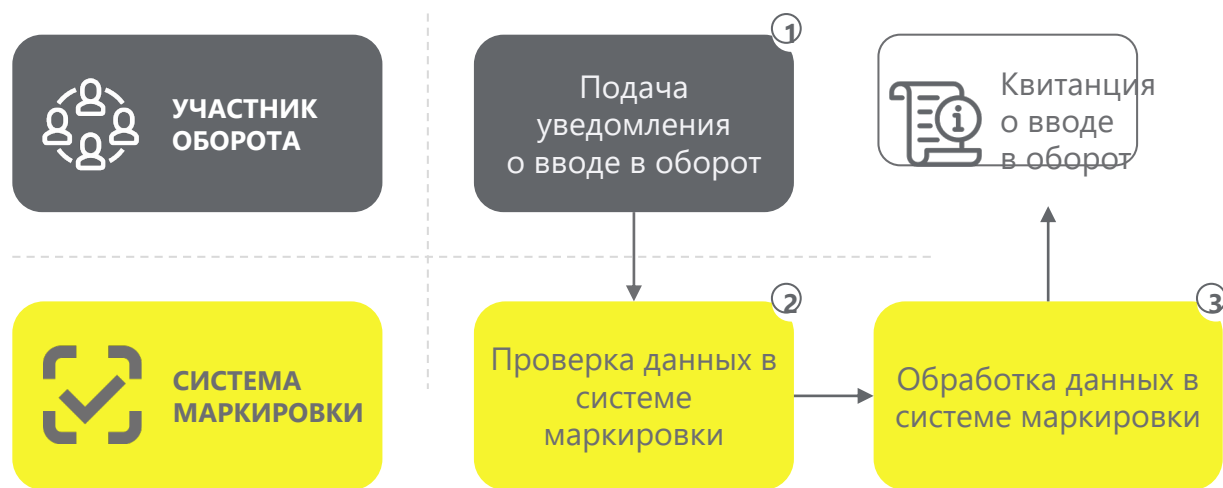 УЧАСТНИК
ОБОРОТА
1
Подача
уведомления
о вводе в оборот
Квитанция
о вводе
в оборот
СИСТЕМА
МАРКИРОВКИ
2
Проверка данных в
системе
маркировки
3
Обработка данных в
системе маркировки